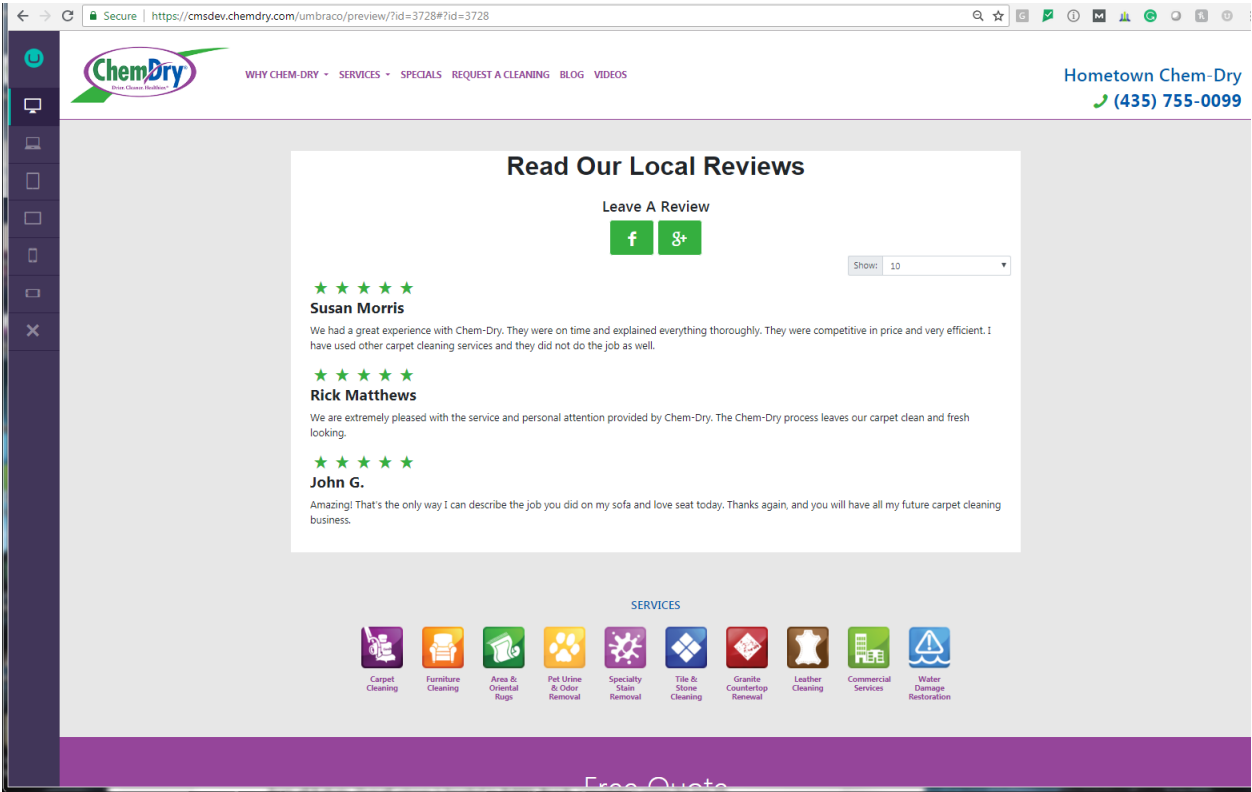 Secure | https://cmsdev.chemdry.com/umbraco/preview/?id=3728#?id=3728
ChemDry®
Drier. Cleaner. Healthier.®
WHY CHEM-DRY SERVICES SPECIALS REQUEST A CLEANING BLOG VIDEOS
Hometown Chem-Dry
(435) 755-0099
Read Our Local Reviews
Leave A Review
f g+
Show: 10
Susan Morris
We had a great experience with Chem-Dry. They were on time and explained everything thoroughly. They were competitive in price and very efficient. I
have used other carpet cleaning services and they did not do the job as well.
Rick Matthews
We are extremely pleased with the service and personal attention provided by Chem-Dry. The Chem-Dry process leaves our carpet clean and fresh
looking.
John G.
Amazing! That's the only way I can describe the job you did on my sofa and love seat today. Thanks again, and you will have all my future carpet cleaning
business.
SERVICES
Carpet
Cleaning
Furniture
Cleaning
Area &
Oriental
Rugs
Pet Urine
& Odor
Removal
Specialty
Stain
Removal
Tile &
Stone
Cleaning
Granite
Countertop
Renewal
Leather
Cleaning
Commercial
Services
Water
Damage
Restoration
Free Quote